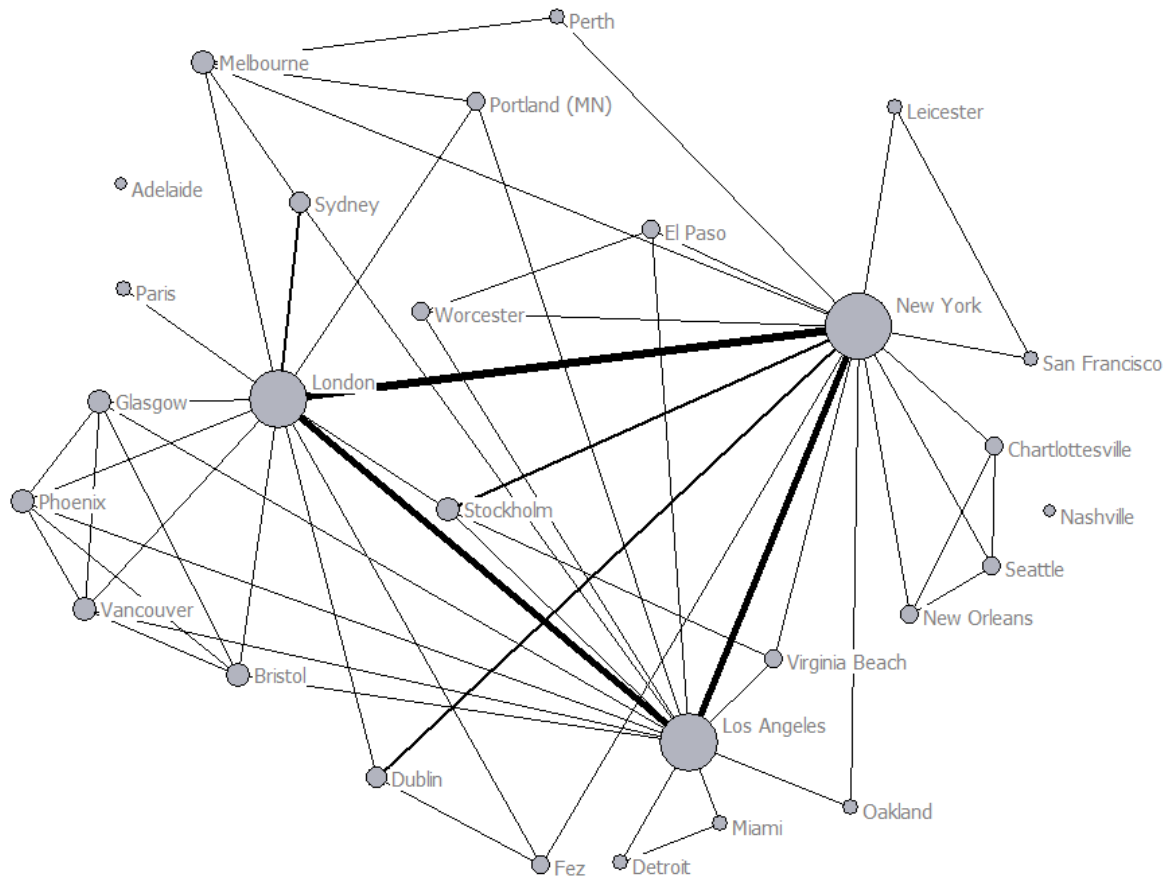 Perth
Melbourne
Portland (MN)
Leicester
Adelaide
Sydney
El Paso
Paris
New York
Worcester
San Francisco
London
Glasgow
Chartlottesville
Phoenix
Stockholm
Nashville
Seattle
Vancouver
New Orleans
Virginia Beach
Bristol
Los Angeles
Dublin
Oakland
Miami
Fez
Detroit